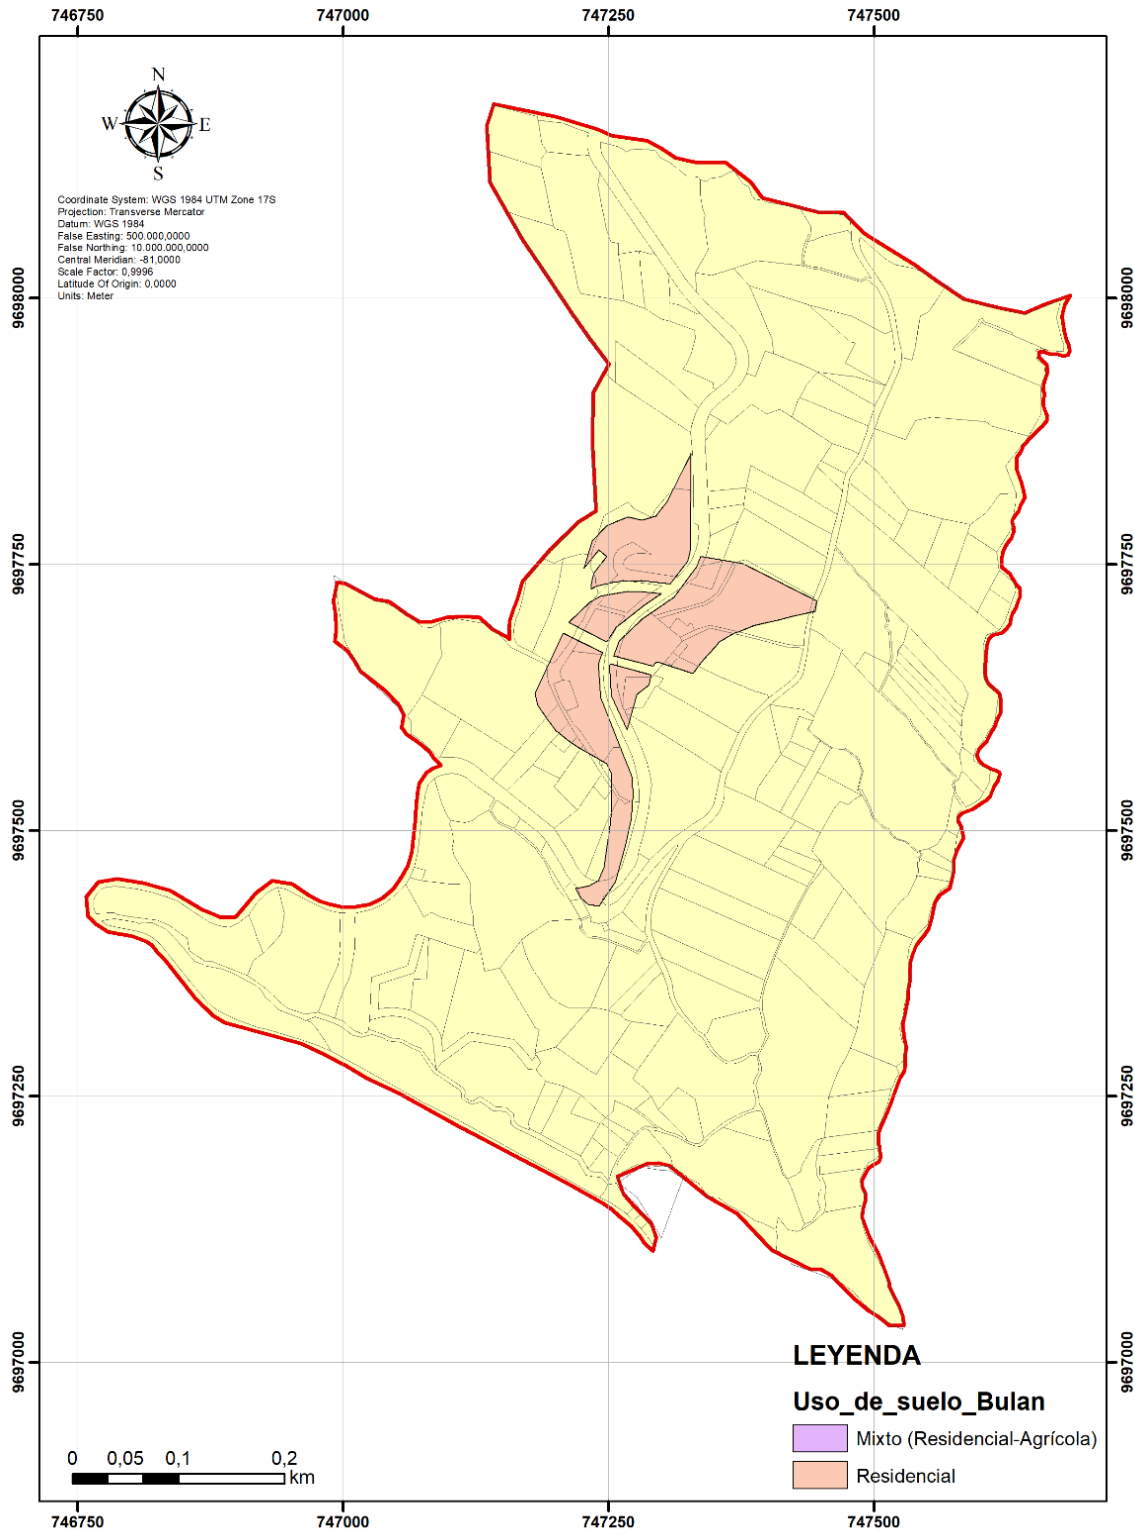 746750 747000 747250 747500
N
W E
S
Coordinate System: WGS 1984 UTM Zone 17S
Projection: Transverse Mercator
Datum: WGS 1984
False Easting: 500.000,0000
False Northing: 10.000.000,0000
Central Meridian: -81,0000
Scale Factor: 0,9996
Latitude Of Origin: 0,0000
Units: Meter
9698000 9698000
9697750 9697750
9697500 9697500
9697250 9697250
9697000 9697000
LEYENDA
Uso_de_suelo_Bulan
Mixto (Residencial-Agrícola)
Residencial
0 0,05 0,1 0,2
km
746750 747000 747250 747500